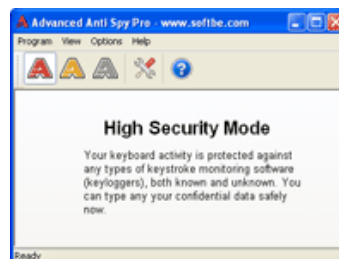 Advanced Anti Spy Pro - www.softbe.com
Program View Options Help
High Security Mode
Your keyboard activity is protected against
any types of keystroke monitoring software
(keyloggers), both known and unknown. You
can type any your confidential data safely
now.
Ready